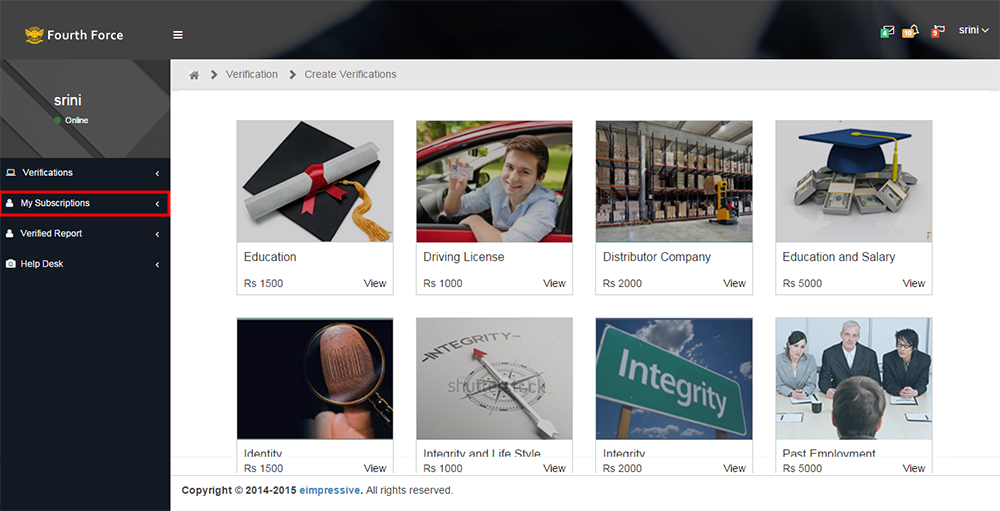 Fourth Force
4
10
9
srini
srini
Online
Verifications
My Subscriptions
Verified Report
Help Desk
Verification
Create Verifications
Education
Rs 1500
View
Driving License
Rs 1000
View
Distributor Company
Rs 2000
View
Education and Salary
Rs 5000
View
INTEGRITY
shutterstock
Integrity
Identity
Rs 1500
View
Integrity and Life Style
Rs 1000
View
Integrity
Rs 2000
View
Past Employment
Rs 5000
View
Copyright © 2014-2015 eimpressive. All rights reserved.